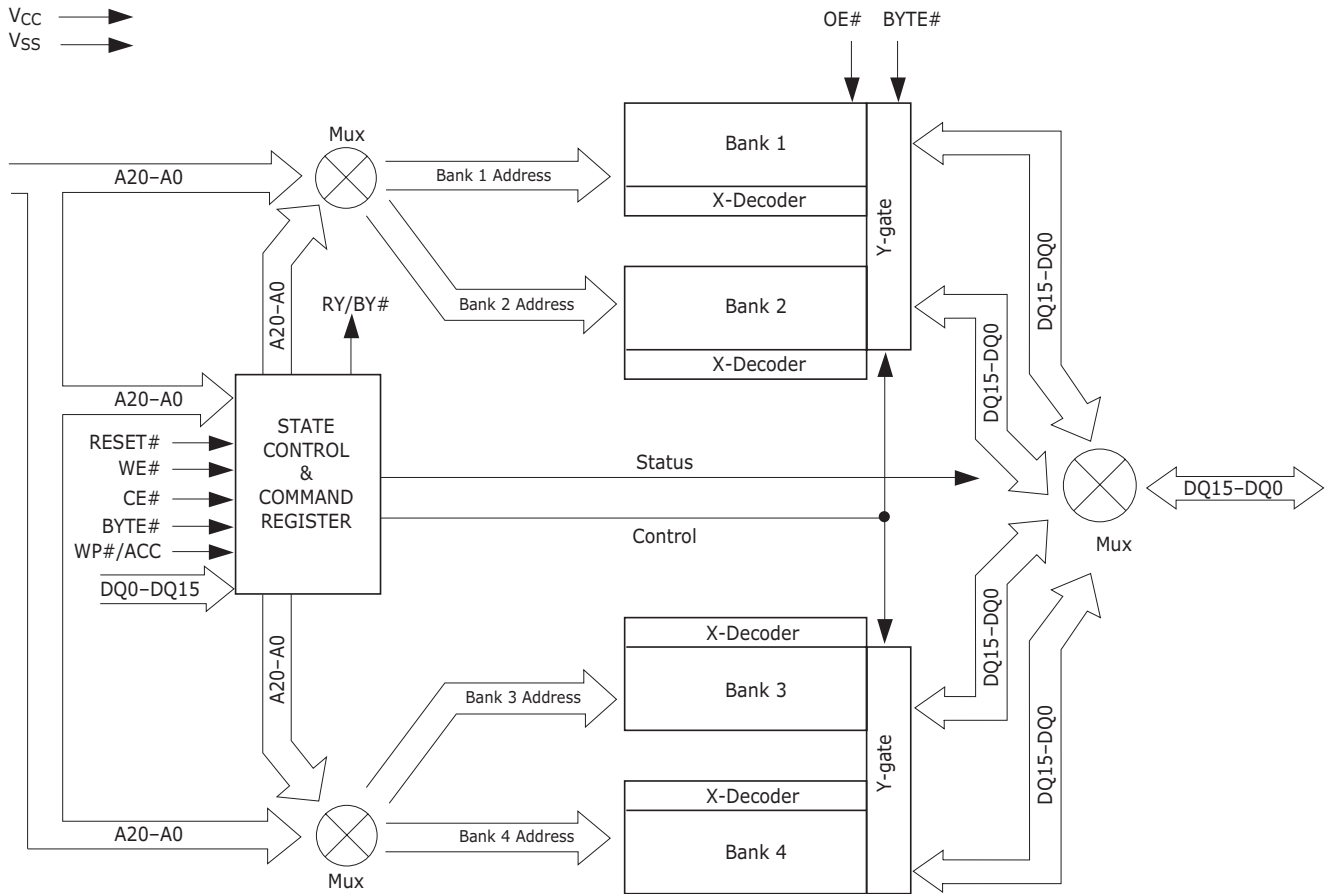 VCC
VSS
OE# BYTE#
Mux
A20–A0
Bank 1 Address
Bank 1
X-Decoder
Y-gate
DQ15–DQ0
A20–A0
RY/BY#
Bank 2 Address
Bank 2
X-Decoder
DQ15–DQ0
A20–A0
STATE
CONTROL
&
COMMAND
REGISTER
RESET#
WE#
CE#
BYTE#
WP#/ACC
DQ0–DQ15
Status
Control
DQ15–DQ0
Mux
A20–A0
X-Decoder
Bank 3 Address
Bank 3
Y-gate
DQ15–DQ0
DQ15–DQ0
X-Decoder
A20–A0
Bank 4 Address
Bank 4
Mux